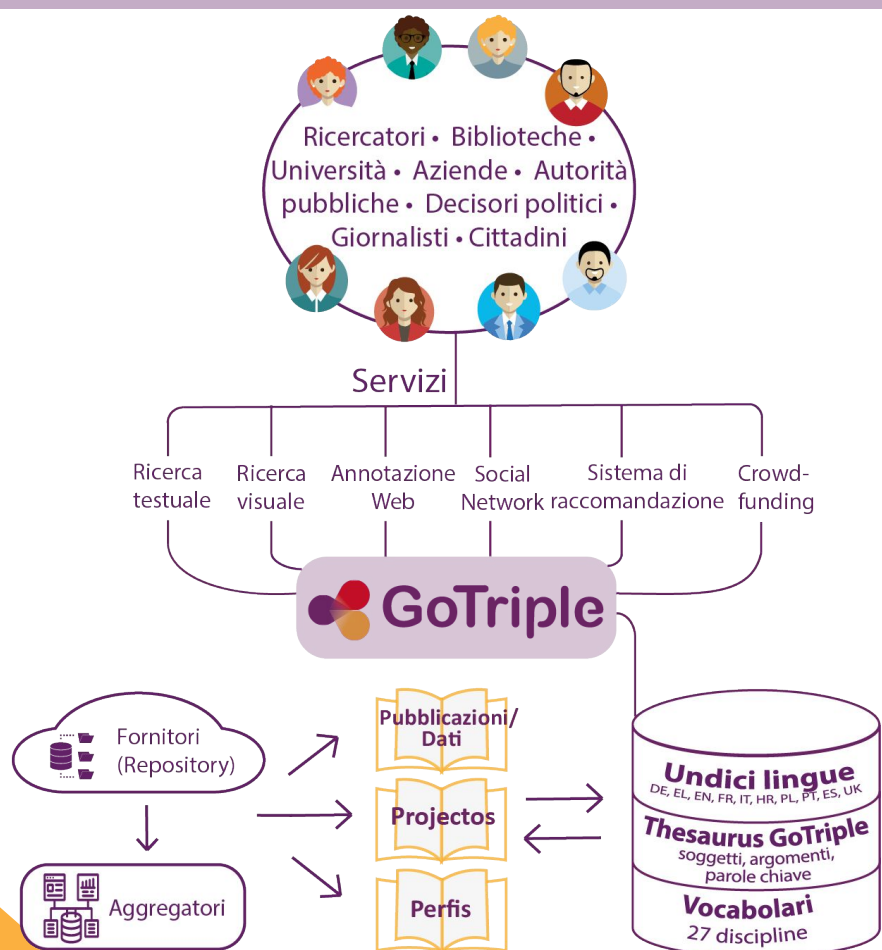 Ricercatori • Biblioteche •
Università • Aziende • Autorità
pubbliche • Decisori politici •
Giornalisti • Cittadini
Servizi
Ricerca
testuale
Ricerca
visuale
Annotazione
Web
Social
Network
Sistema di
raccomandazione
Crowd-
funding
GoTriple
Fornitori
(Repository)
Aggregatori
Pubblicazioni/
Dati
Projectos
Perfis
Undici lingue
DE, EL, EN, FR, IT, HR, PL, PT, ES, UK
Thesaurus GoTriple
soggetti, argomenti,
parole chiave
Vocabolari
27 discipline